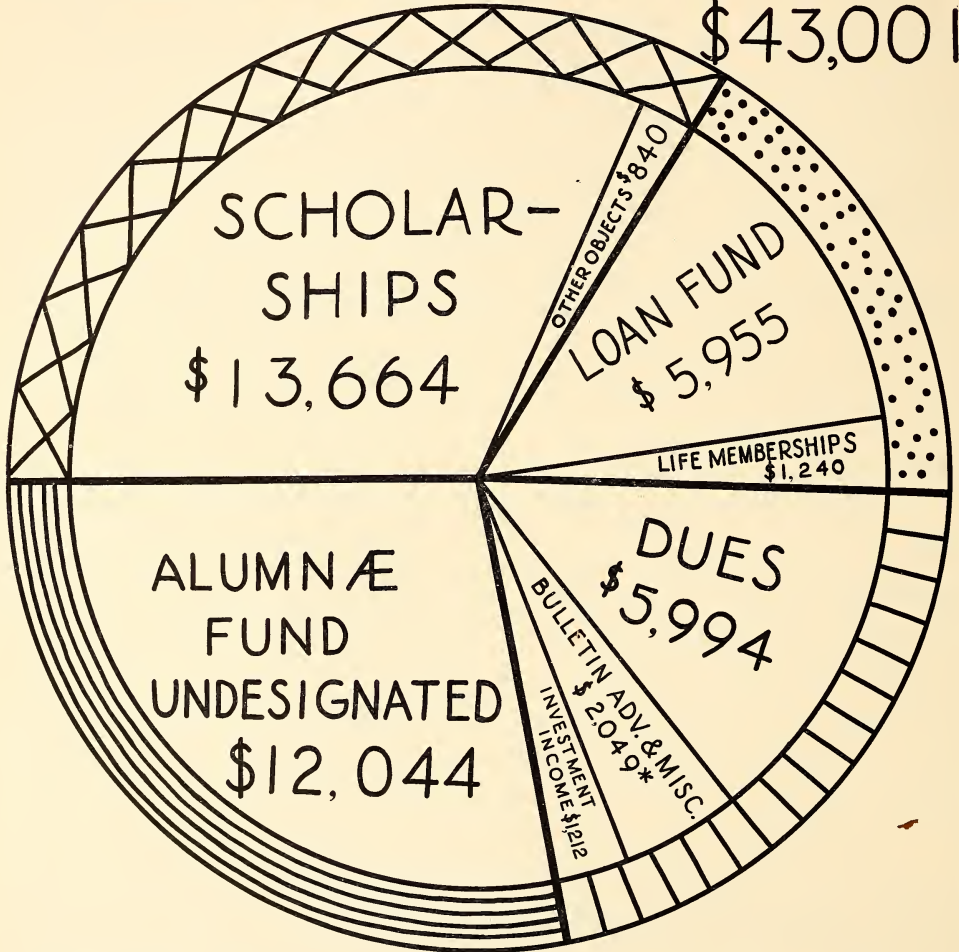 $43,001
SCHOLAR-
SHIPS
$13,664
OTHER OBJECTS $840
LOAN FUND
$5,955
LIFE MEMBERSHIPS
$1,240
DUES
$5,994
BULLETIN ADV. & MISC.
$2,049*
INVESTMENT
INCOME $1,212
ALUMNÆ
FUND
UNDESIGNATED
$12,044